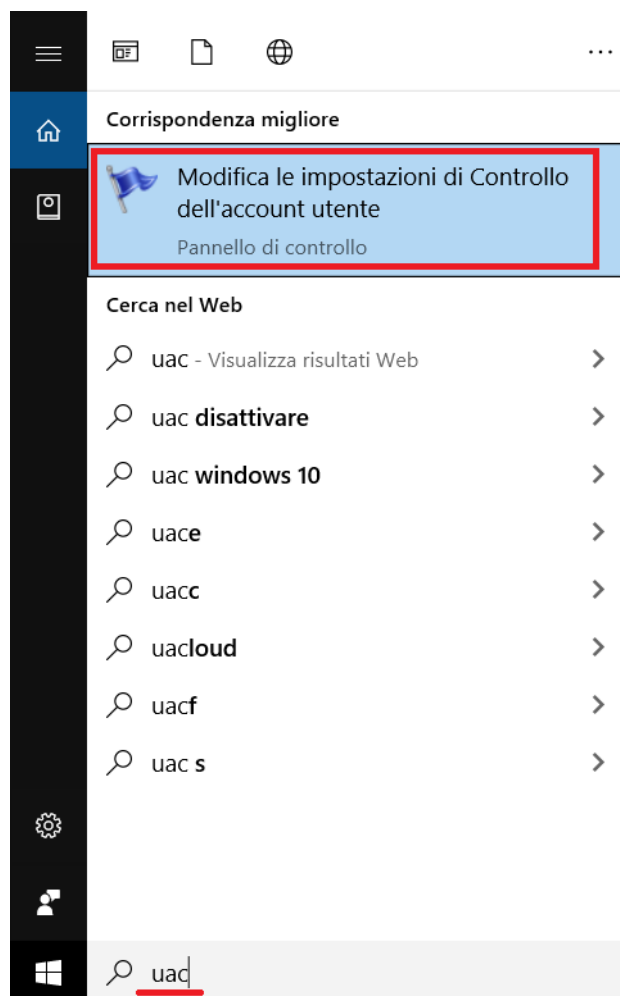 ...
Corrispondenza migliore
Modifica le impostazioni di Controllo
dell'account utente
Pannello di controllo
Cerca nel Web
uac - Visualizza risultati Web
uac disattivare
uac windows 10
uace
uacc
uacloud
uacf
uac s
uac